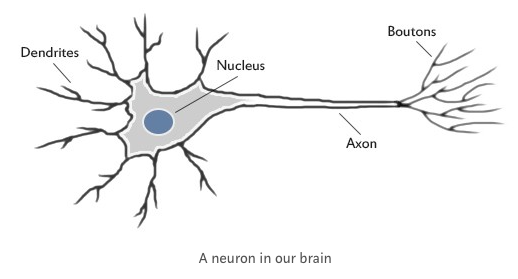 Boutons
Dendrites
Nucleus
Axon
A neuron in our brain